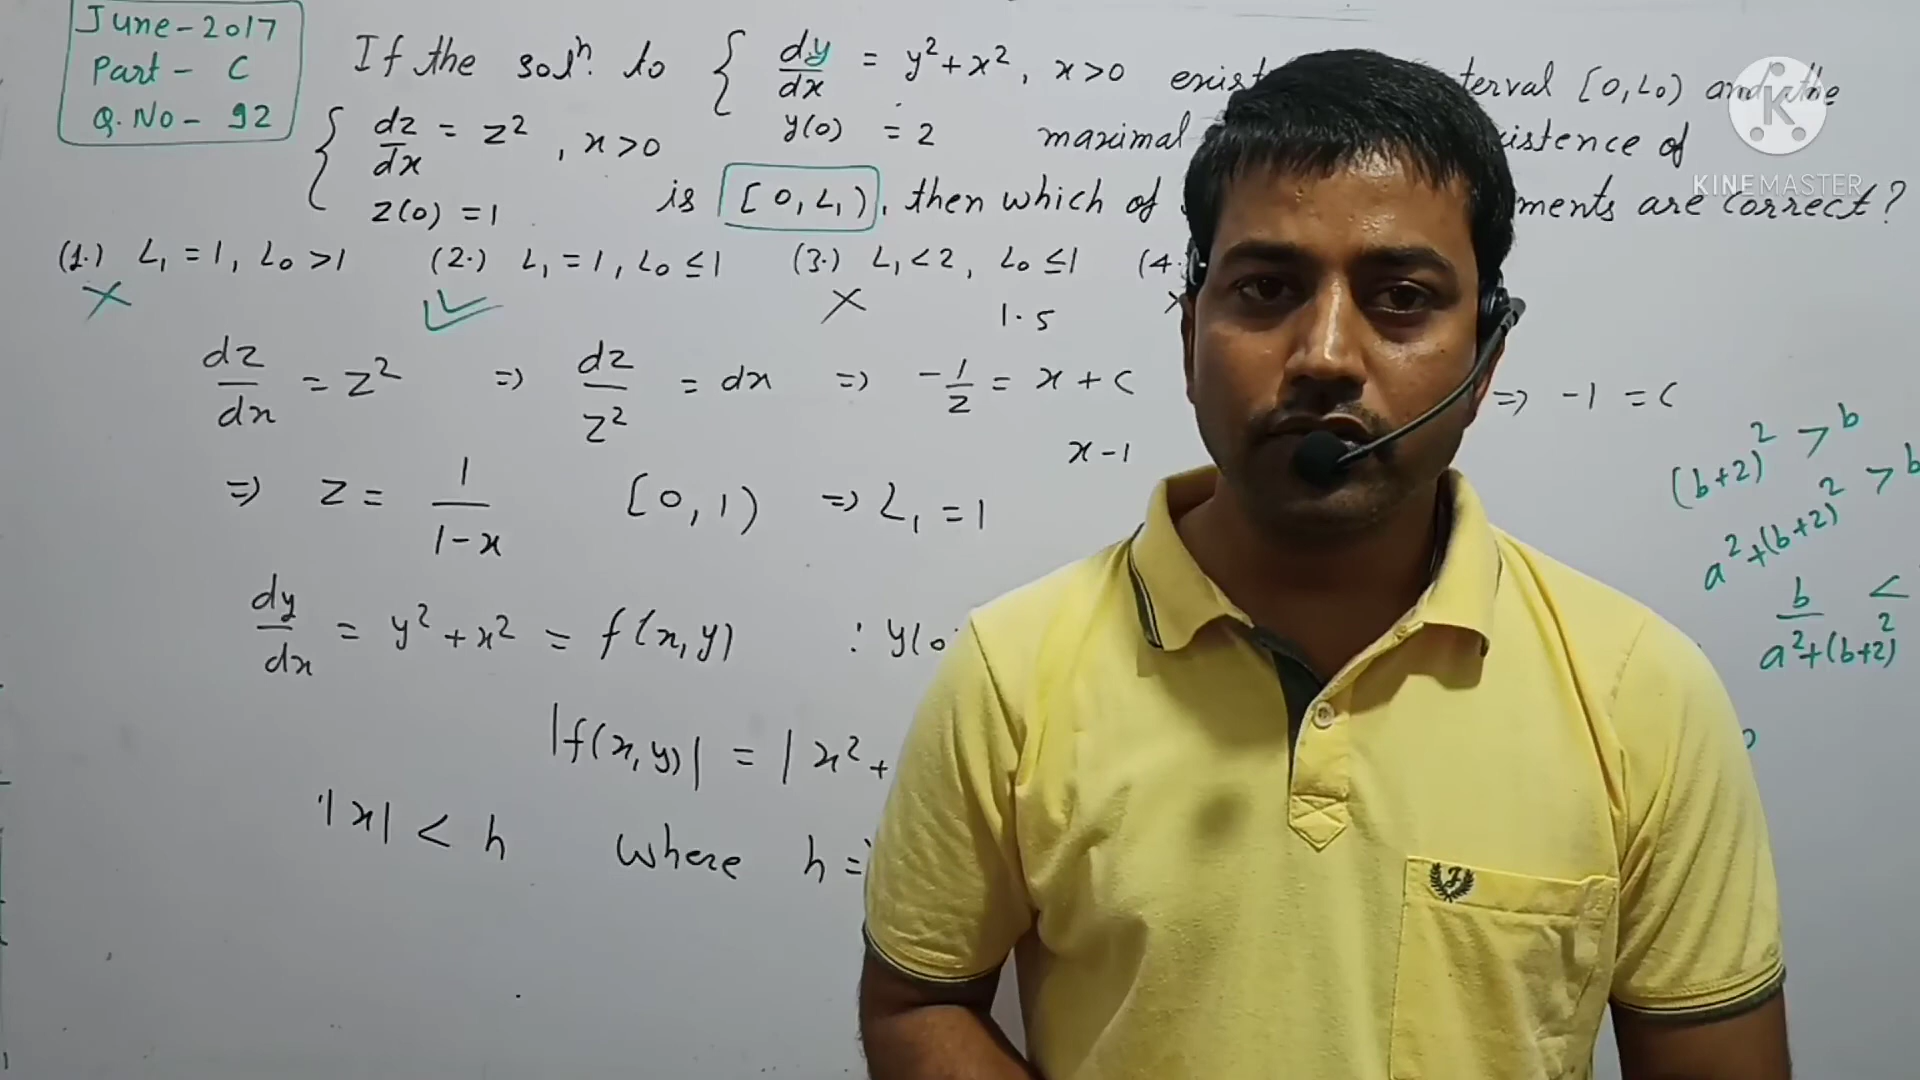 June-2017
Part - C
Q.No - 92
If the solⁿ. to { dy/dx = y²+x², x>0 exist terval [0,L₀) and the
y(0) = 2 maximal istence of
{ dz/dx = z², x>0
z(0) = 1 is [0,L₁), then which of ments are correct?
(1.) L₁ = 1, L₀ >1 (2.) L₁ = 1, L₀ ≤ 1 (3.) L₁ < 2, L₀ ≤ 1 (4.
1.5
dz/dx = z² => dz/z² = dx => -1/z = x + c => -1 = c
x-1
=> z = 1/1-x [0,1) => L₁ = 1
dy/dx = y² + x² = f(x,y) : y(0
|f(x,y)| = | x² +
|x| < h where h =
(b+2)² > b
a²+(b+2)² > b
b/a²+(b+2)² <
KINEMASTER